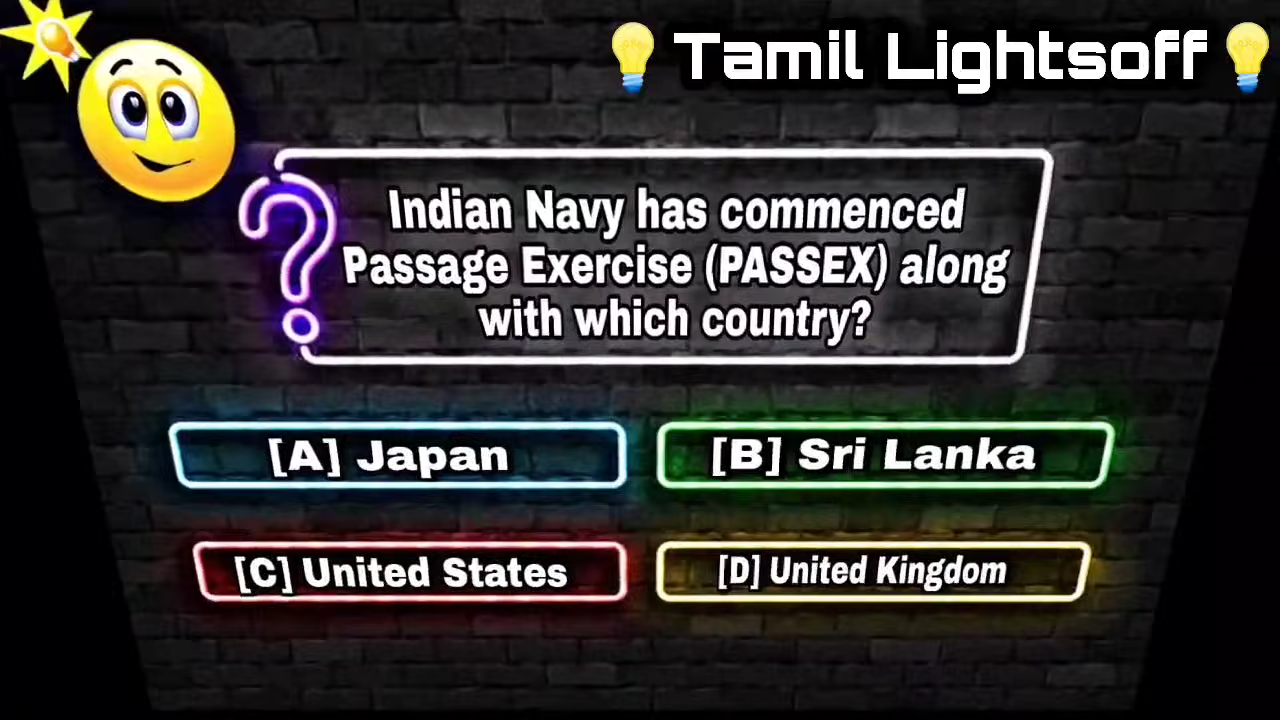 💡 Tamil Lightsoff 💡
Indian Navy has commenced
Passage Exercise (PASSEX) along
with which country?
[A] Japan
[B] Sri Lanka
[C] United States
[D] United Kingdom